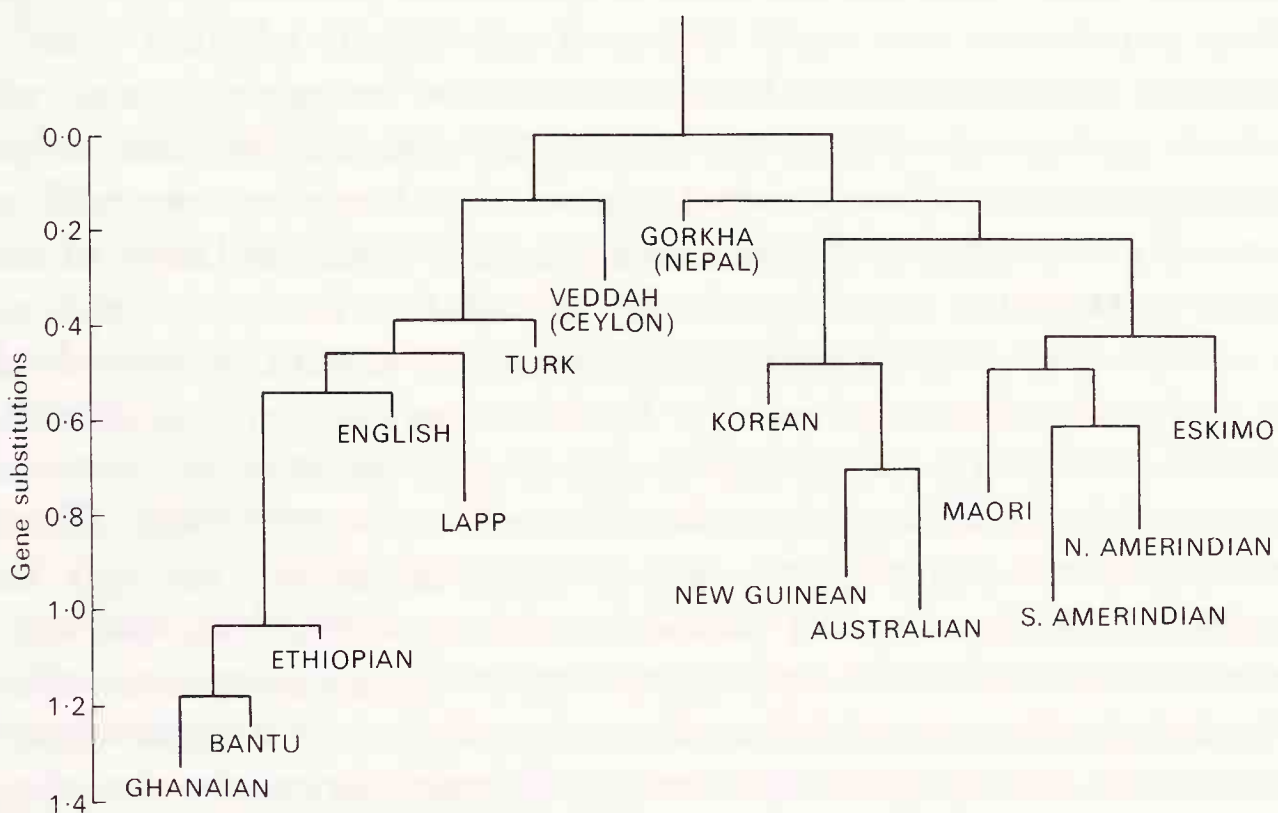 Gene substitutions
0·0
0·2
0·4
0·6
0·8
1·0
1·2
1·4
GORKHA
(NEPAL)
VEDDAH
(CEYLON)
TURK
ENGLISH
LAPP
ETHIOPIAN
BANTU
GHANAIAN
KOREAN
NEW GUINEAN
AUSTRALIAN
MAORI
ESKIMO
N. AMERINDIAN
S. AMERINDIAN